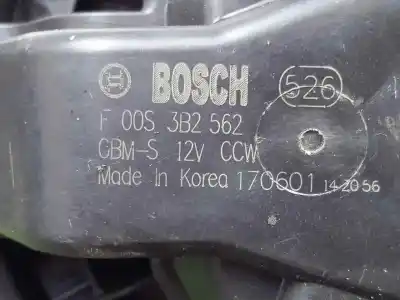 BOSCH 526
F 00S 3B2 562
GBM-S 12V CCW
Made In Korea 170601 14 20 56